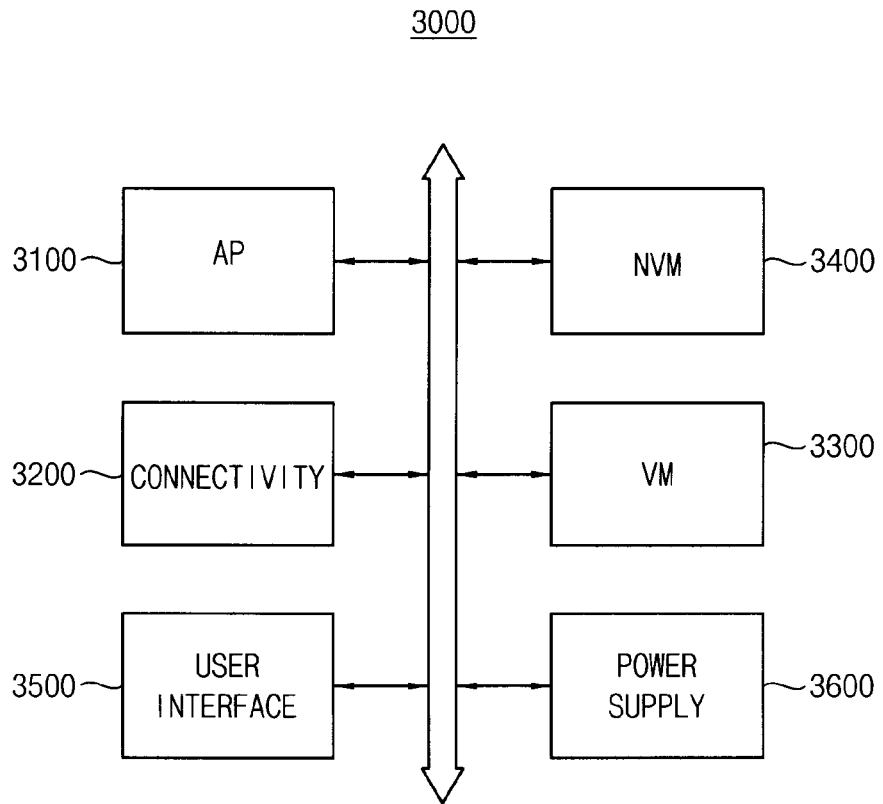 3000
3100
AP
NVM
3400
3200
CONNECTIVITY
VM
3300
3500
USER
INTERFACE
POWER
SUPPLY
3600